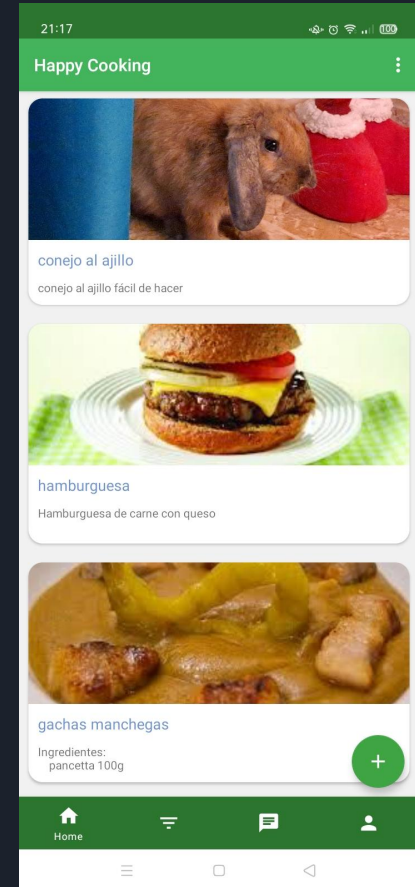 21:17
100
Happy Cooking
conejo al ajillo
conejo al ajillo fácil de hacer
hamburguesa
Hamburguesa de carne con queso
gachas manchegas
Ingredientes:
pancetta 100g
Home